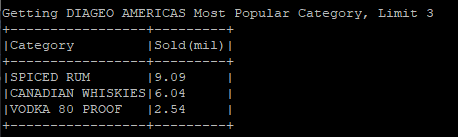 Getting DIAGEO AMERICAS Most Popular Category, Limit 3
+-----------------+---------+
|Category         |Sold(mil)|
+-----------------+---------+
|SPICED RUM       |9.09     |
|CANADIAN WHISKIES|6.04     |
|VODKA 80 PROOF   |2.54     |
+-----------------+---------+